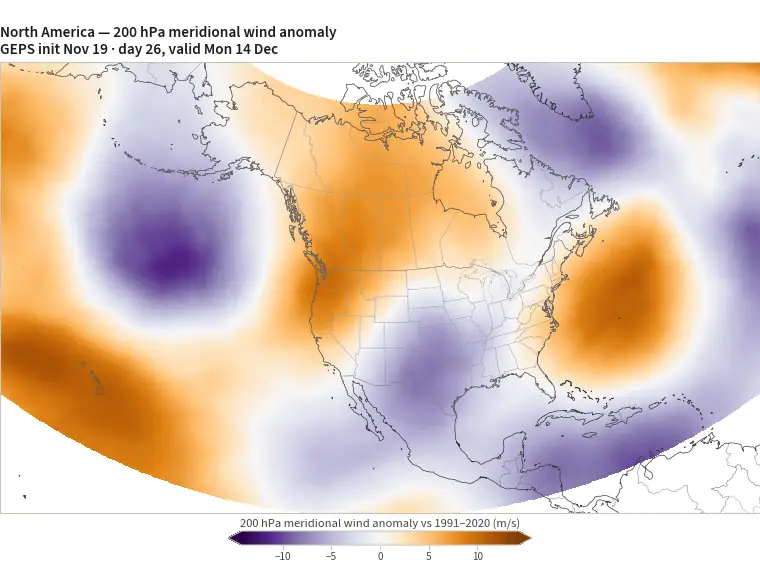 North America — 200 hPa meridional wind anomaly
GEPS init Nov 19 · day 26, valid Mon 14 Dec
200 hPa meridional wind anomaly vs 1991–2020 (m/s)
−10 −5 0 5 10